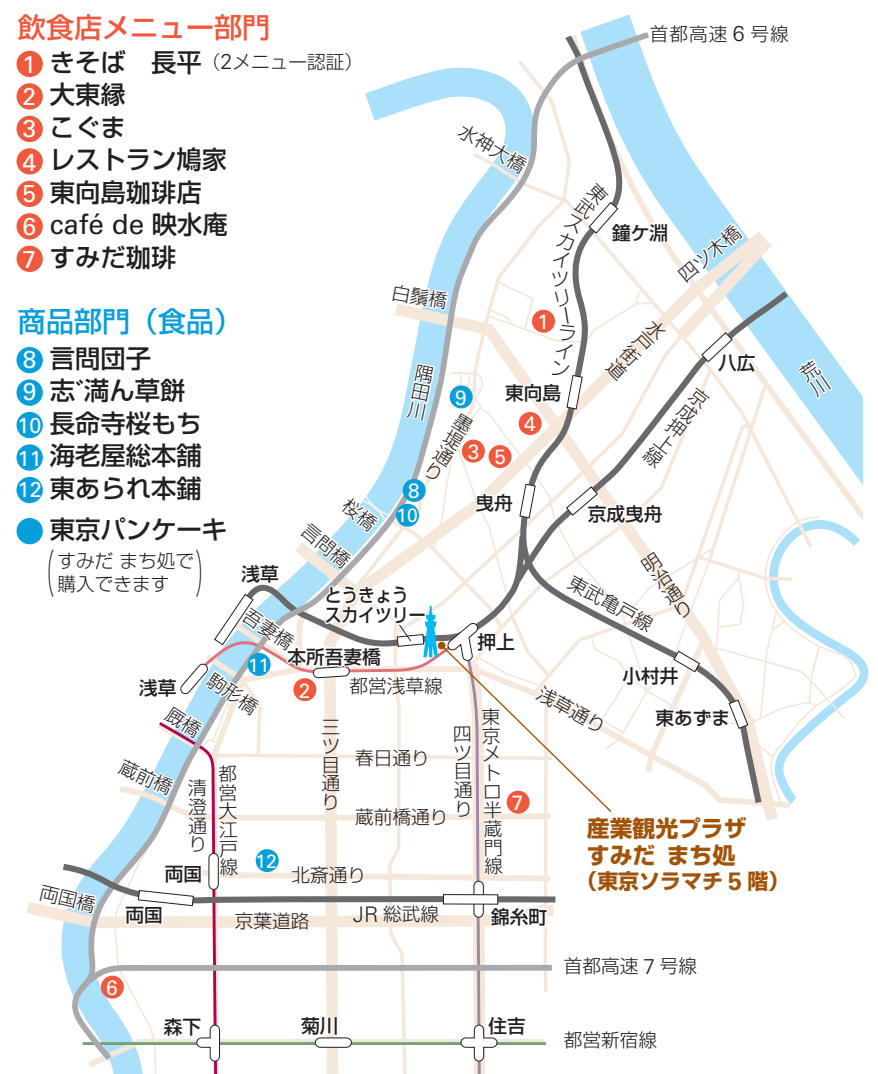 飲食店メニュー部門
1 きそば　長平（2メニュー認証）
2 大東縁
3 こぐま
4 レストラン鳩家
5 東向島珈琲店
6 café de 映水庵
7 すみだ珈琲
商品部門（食品）
8 言問団子
9 志゛満ん草餅
10 長命寺桜もち
11 海老屋総本舗
12 東あられ本舗
東京パンケーキ
（すみだ まち処で
購入できます）
首都高速 6 号線
水神大橋
東武スカイツリーライン
鐘ケ淵
四ツ木橋
白鬚橋
1
水戸街道
八広
荒川
隅田川
東向島
9
墨堤通り
4
3
5
京成押上線
8
10
桜橋
曳舟
京成曳舟
言問橋
明治通り
浅草
とうきょう
スカイツリー
東武亀戸線
吾妻橋
押上
11
本所吾妻橋
小村井
浅草
駒形橋
2
都営浅草線
浅草通り
東あずま
厩橋
三ツ目通り
春日通り
四ツ目通り
東京メトロ半蔵門線
蔵前橋
清澄通り
都営大江戸線
蔵前橋通り
7
産業観光プラザ
すみだ まち処
（東京ソラマチ 5 階）
12
両国
北斎通り
両国橋
両国
京葉道路
JR 総武線
錦糸町
首都高速 7 号線
6
森下
菊川
住吉
都営新宿線